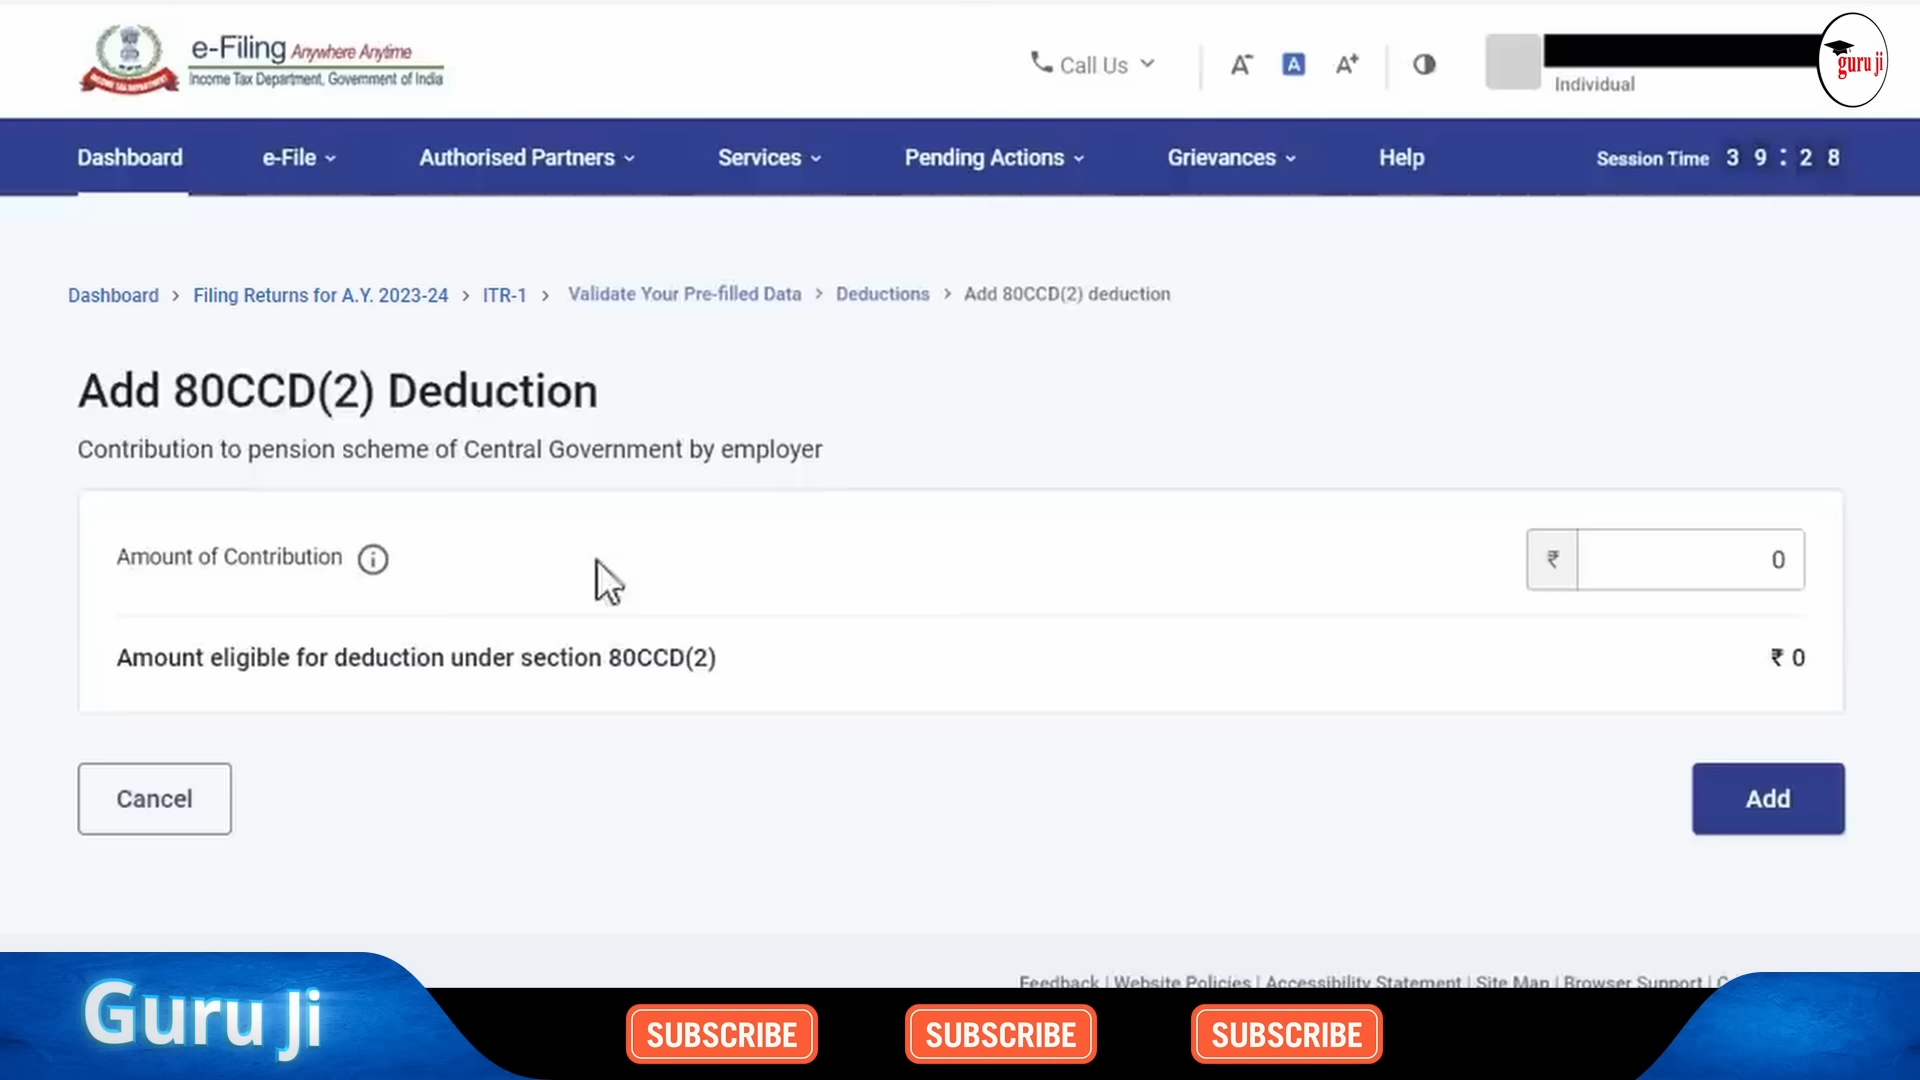 e-Filing Anywhere Anytime
Income Tax Department, Government of India
Call Us
A- A A+
Individual
guru ji
Dashboard e-File Authorised Partners Services Pending Actions Grievances Help Session Time 39:28
Dashboard > Filing Returns for A.Y. 2023-24 > ITR-1 > Validate Your Pre-filled Data > Deductions > Add 80CCD(2) deduction
Add 80CCD(2) Deduction
Contribution to pension scheme of Central Government by employer
Amount of Contribution ₹ 0
Amount eligible for deduction under section 80CCD(2) ₹ 0
Cancel Add
Feedback | Website Policies | Accessibility Statement | Site Map | Browser Support |
Guru Ji
SUBSCRIBE SUBSCRIBE SUBSCRIBE